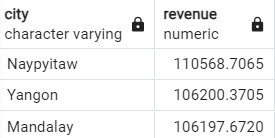 city revenue
character varying numeric
Naypyitaw 110568.7065
Yangon 106200.3705
Mandalay 106197.6720